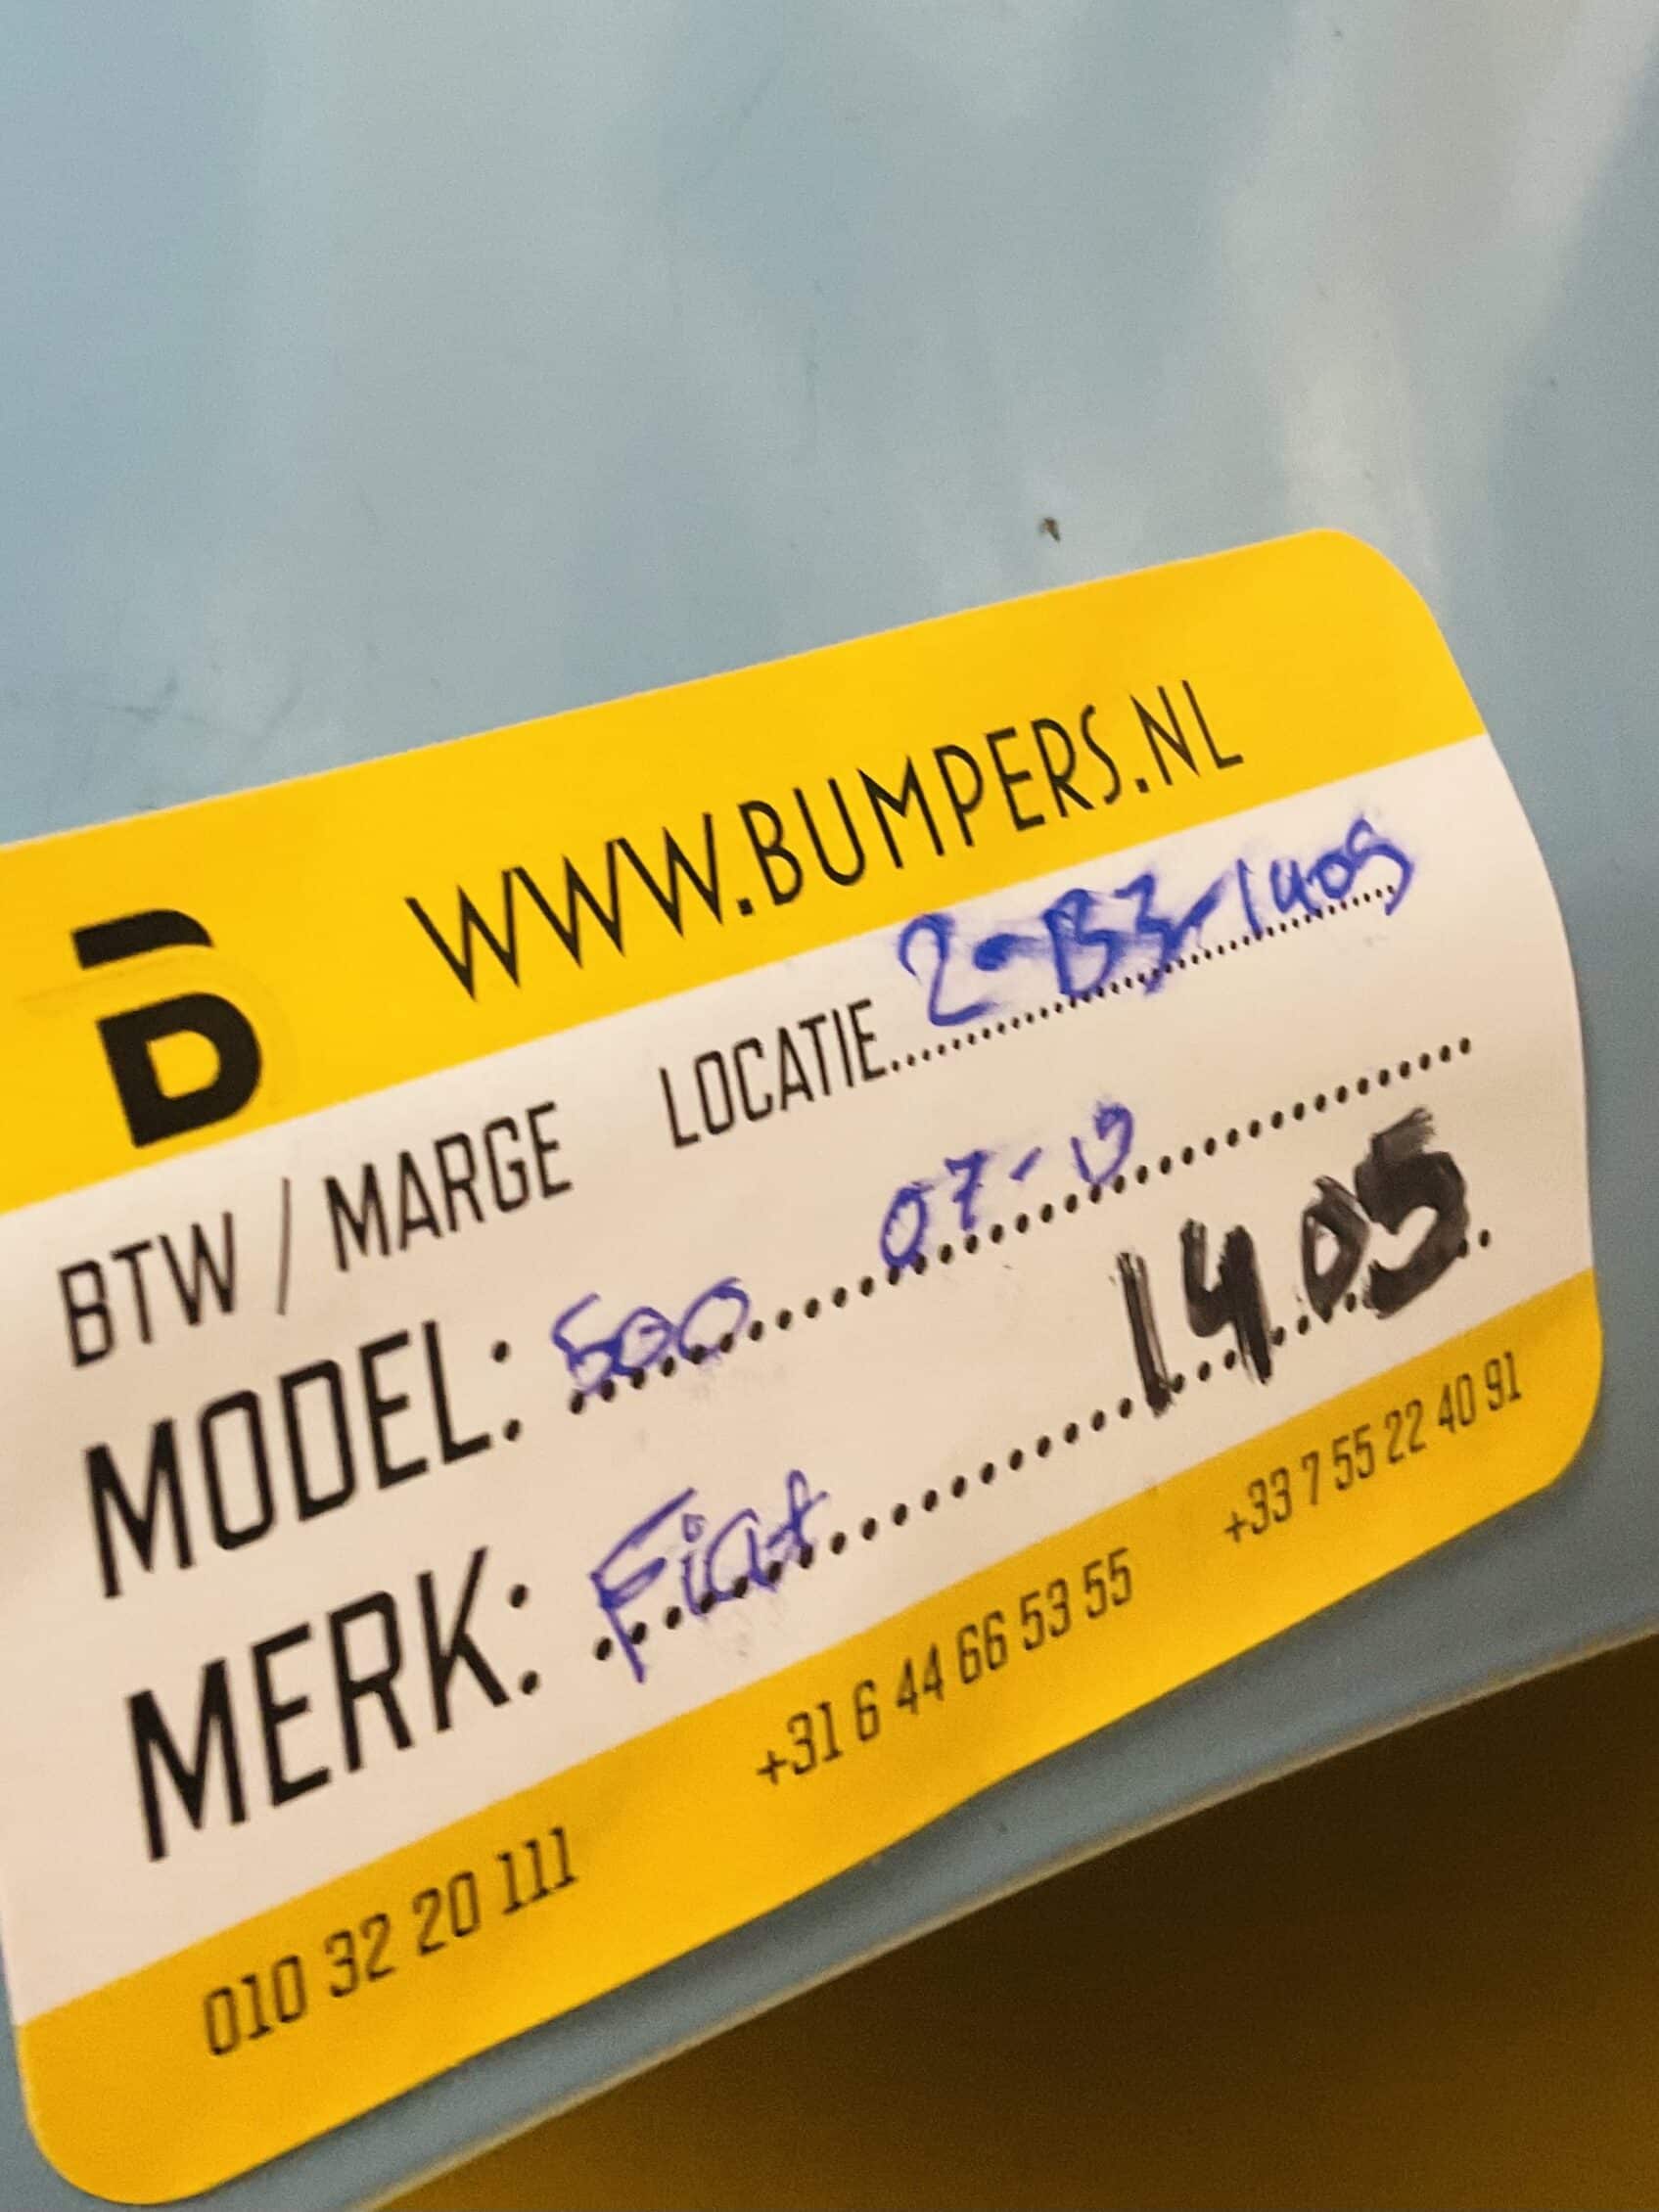 B WWW.BUMPERS.NL
BTW / MARGE LOCATIE 2-B3-1405
MODEL: 500 07-
MERK: Fiat 1405
010 32 20 111 +31 6 44 66 53 55 +33 7 55 22 40 91